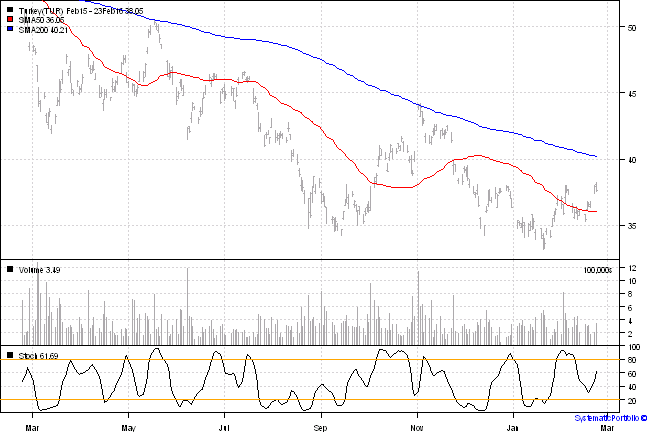 Turkey(TUR) Feb15 - 23Feb16 38.05
SMA50 36.05
SMA200 40.21
50
45
40
35
Volume 3.49
100,000s
12
10
8
6
4
2
Stoch 61.69
100
80
60
40
20
Mar May Jul Sep Nov Jan Mar
SystematicPortfolio ©